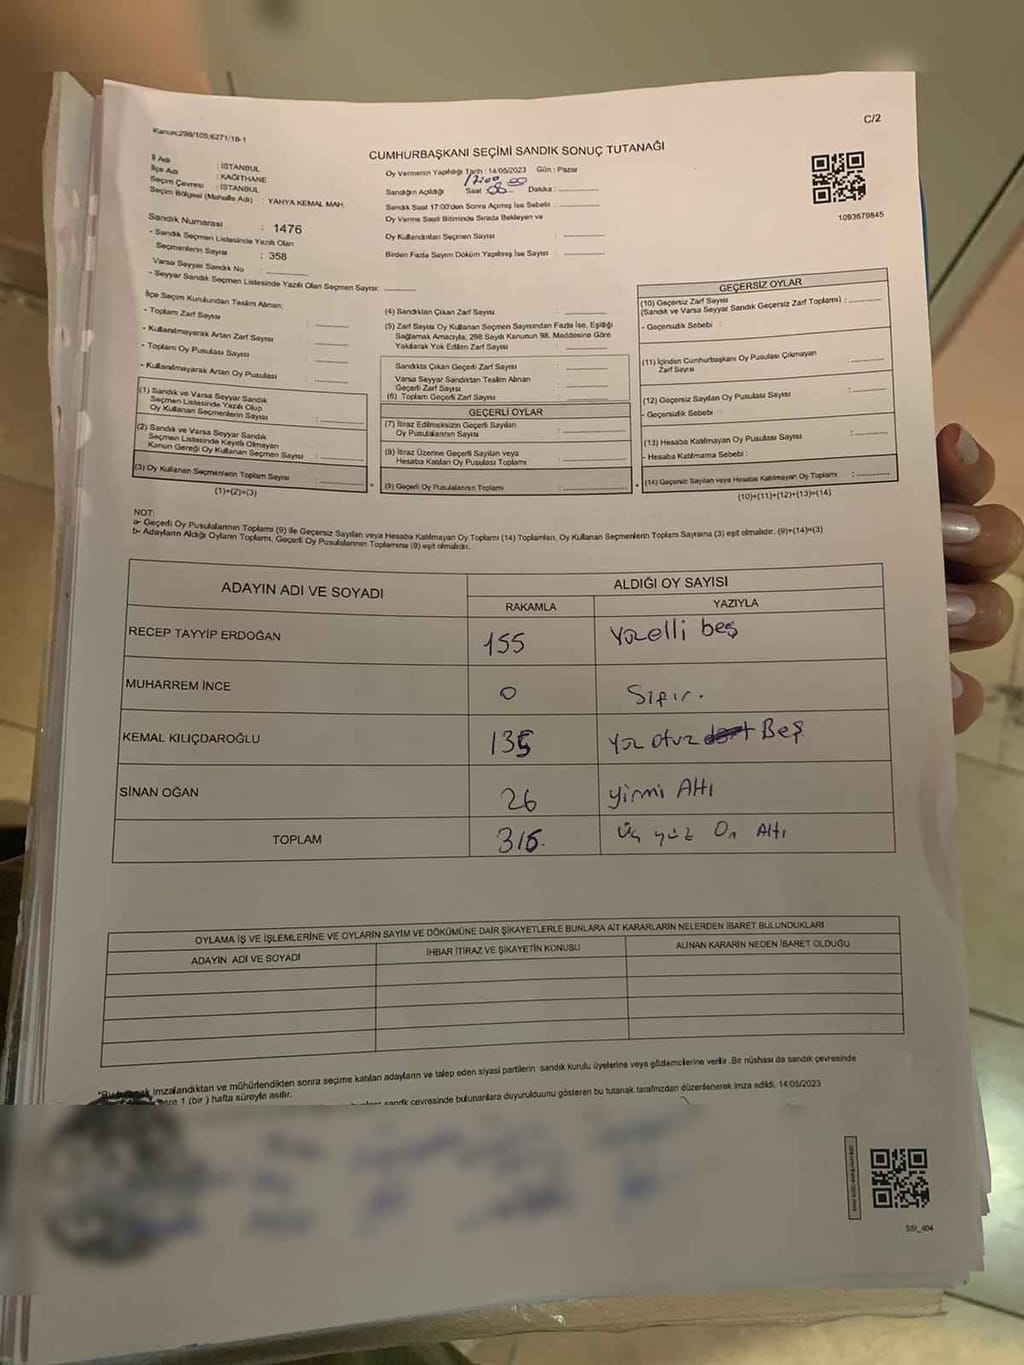 Kanun:298/105;6271/18-1
C/2
CUMHURBAŞKANI SEÇİMİ SANDIK SONUÇ TUTANAĞI
İl Adı : İSTANBUL
İlçe Adı : KAĞITHANE
Seçim Çevresi : İSTANBUL
Seçim Bölgesi (Mahalle Adı) : YAHYA KEMAL MAH.
Sandık Numarası : 1476
- Sandık Seçmen Listesinde Yazılı Olan
Seçmenlerin Sayısı : 358
Varsa Seyyar Sandık No :
- Seyyar Sandık Seçmen Listesinde Yazılı Olan Seçmen Sayısı:
Oy Vermenin Yapıldığı Tarih : 14/05/2023 Gün : Pazar
17:00
Sandığın Açıldığı Saat : Dakika :
Sandık Saat 17:00'den Sonra Açılmış İse Sebebi :
Oy Verme Saati Bitiminde Sırada Bekleyen ve
Oy Kullandırılan Seçmen Sayısı :
Birden Fazla Sayım Döküm Yapılmış İse Sayısı :
1093679845
İlçe Seçim Kurulundan Teslim Alınan;
- Toplam Zarf Sayısı :
- Kullanılmayarak Artan Zarf Sayısı :
- Toplam Oy Pusulası Sayısı :
- Kullanılmayarak Artan Oy Pusulası :
(1) Sandık ve Varsa Seyyar Sandık
Seçmen Listesinde Yazılı Olup
Oy Kullanan Seçmenlerin Sayısı :
(2) Sandık ve Varsa Seyyar Sandık
Seçmen Listesinde Kayıtlı Olmayan
Kanun Gereği Oy Kullanan Seçmen Sayısı :
(3) Oy Kullanan Seçmenlerin Toplam Sayısı :
(1)+(2)=(3)
=
(4) Sandıktan Çıkan Zarf Sayısı :
(5) Zarf Sayısı Oy Kullanan Seçmen Sayısından Fazla İse, Eşitliği
Sağlamak Amacıyla; 298 Sayılı Kanunun 98. Maddesine Göre
Yakılarak Yok Edilen Zarf Sayısı :
Sandıkta Çıkan Geçerli Zarf Sayısı :
Varsa Seyyar Sandıktan Teslim Alınan
Geçerli Zarf Sayısı :
(6) Toplam Geçerli Zarf Sayısı :
GEÇERLİ OYLAR
(7) İtiraz Edilmeksizin Geçerli Sayılan
Oy Pusulalarının Sayısı :
(8) İtiraz Üzerine Geçerli Sayılan veya
Hesaba Katılan Oy Pusulası Toplamı :
(9) Geçerli Oy Pusulalarının Toplamı :
+
GEÇERSİZ OYLAR
(10) Geçersiz Zarf Sayısı
(Sandık ve Varsa Seyyar Sandık Geçersiz Zarf Toplamı) :
- Geçersizlik Sebebi :
(11) İçinden Cumhurbaşkanı Oy Pusulası Çıkmayan
Zarf Sayısı :
(12) Geçersiz Sayılan Oy Pusulası Sayısı :
- Geçersizlik Sebebi :
(13) Hesaba Katılmayan Oy Pusulası Sayısı :
- Hesaba Katılmama Sebebi :
(14) Geçersiz Sayılan veya Hesaba Katılmayan Oy Toplamı :
(10)+(11)+(12)+(13)=(14)
NOT:
a- Geçerli Oy Pusulalarının Toplamı (9) ile Geçersiz Sayılan veya Hesaba Katılmayan Oy Toplamı (14) Toplamları, Oy Kullanan Seçmenlerin Toplam Sayısına (3) eşit olmalıdır. (9)+(14)=(3)
b- Adayların Aldığı Oyların Toplamı, Geçerli Oy Pusulalarının Toplamına (9) eşit olmalıdır.
ADAYIN ADI VE SOYADI
ALDIĞI OY SAYISI
RAKAMLA YAZIYLA
RECEP TAYYİP ERDOĞAN 155 Yüzelli beş
MUHARREM İNCE 0 Sıfır.
KEMAL KILIÇDAROĞLU 135 Yüz otuz dört Beş
SİNAN OĞAN 26 yirmi Altı
TOPLAM 316. Üç yüz On Altı
OYLAMA İŞ VE İŞLEMLERİNE VE OYLARIN SAYIM VE DÖKÜMÜNE DAİR ŞİKAYETLERLE BUNLARA AİT KARARLARIN NELERDEN İBARET BULUNDUKLARI
ADAYIN ADI VE SOYADI İHBAR İTİRAZ VE ŞİKAYETİN KONUSU ALINAN KARARIN NEDEN İBARET OLDUĞU
imzalandıktan ve mühürlendikten sonra seçime katılan adayların ve talep eden siyasi partilerin sandık kurulu üyelerine veya gözlemcilerine verilir. Bir nüshası da sandık çevresinde
1 (bir) hafta süreyle asılır.
sandık çevresinde bulunanlara duyurulduunu gösteren bu tutanak tarafımızdan düzenlenerek imza edildi. 14/05/2023
SSI_404